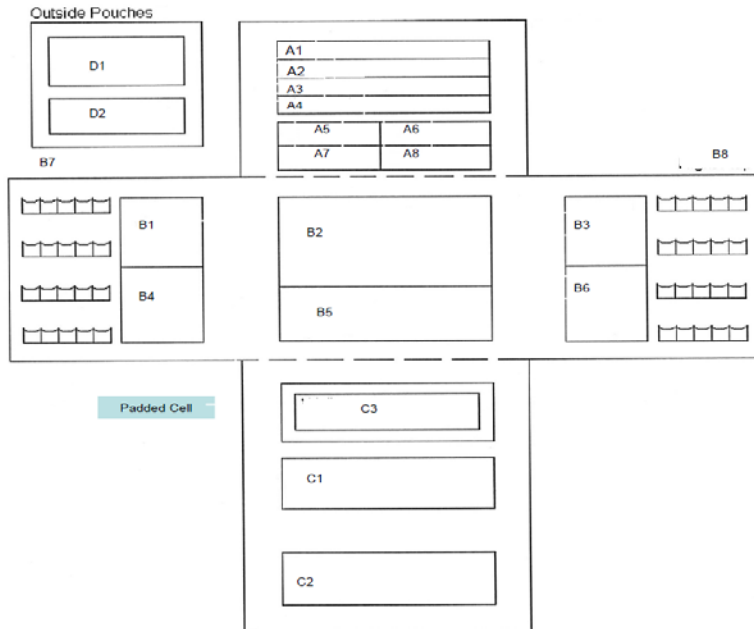 Outside Pouches
D1
D2
A1
A2
A3
A4
A5 A6
A7 A8
B7
B8
B1
B2
B3
B4
B5
B6
Padded Cell
C3
C1
C2